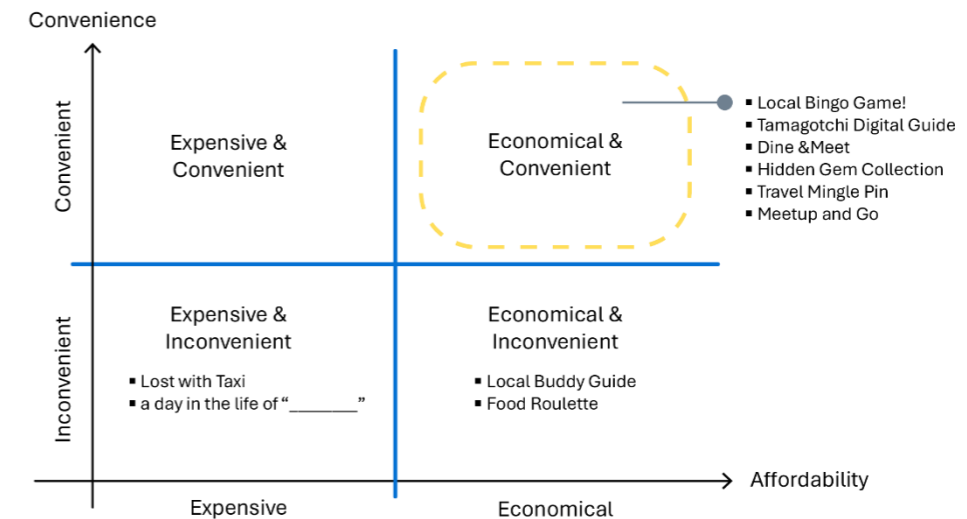 Convenience
Convenient
Expensive &
Convenient
Economical &
Convenient
▪ Local Bingo Game!
▪ Tamagotchi Digital Guide
▪ Dine &Meet
▪ Hidden Gem Collection
▪ Travel Mingle Pin
▪ Meetup and Go
Inconvenient
Expensive &
Inconvenient
▪ Lost with Taxi
▪ a day in the life of “________”
Economical &
Inconvenient
▪ Local Buddy Guide
▪ Food Roulette
Affordability
Expensive
Economical